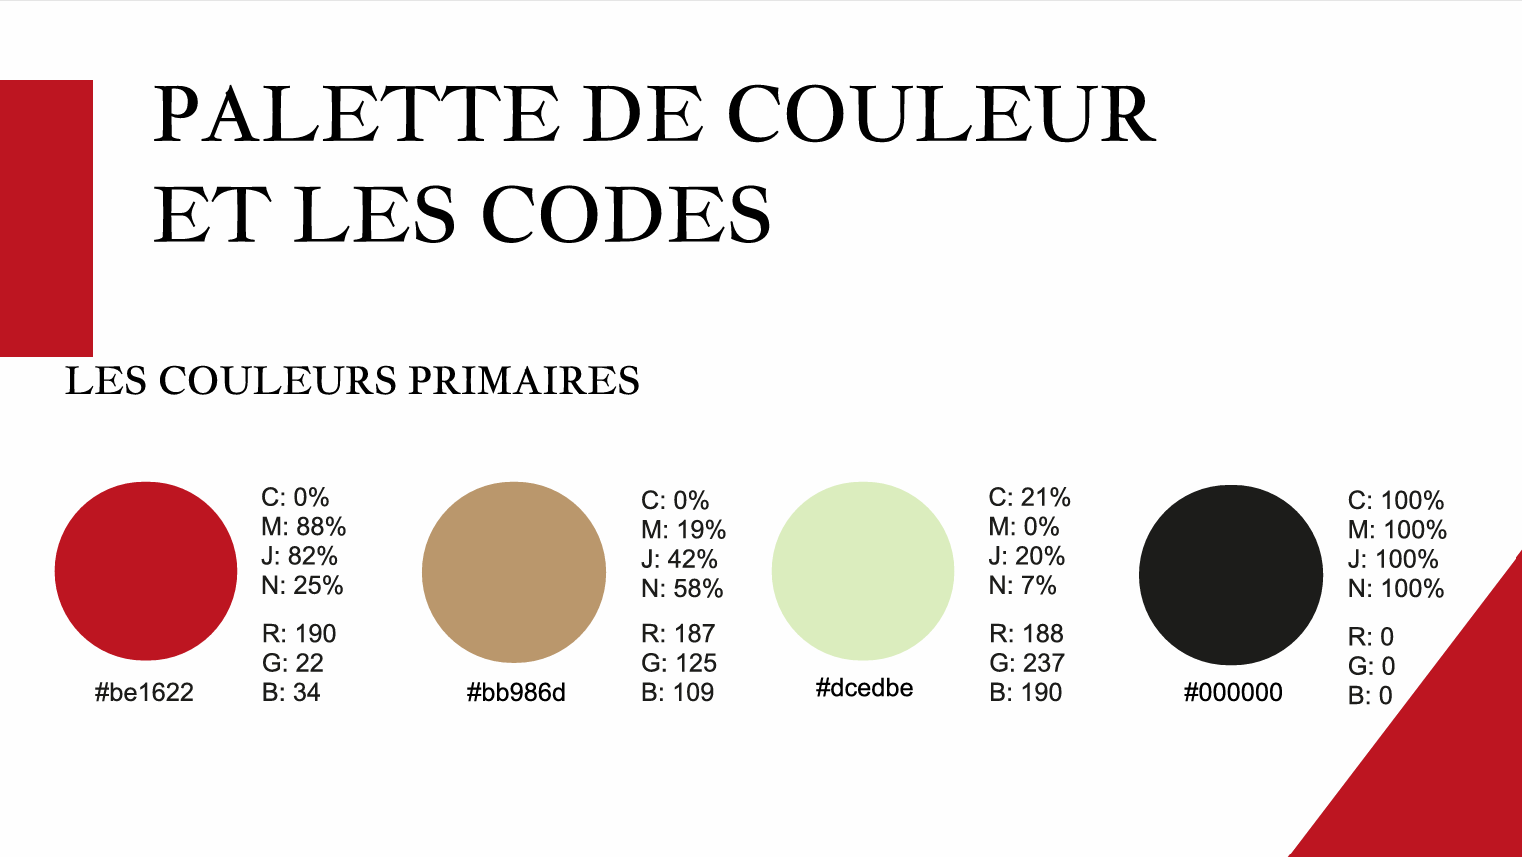 PALETTE DE COULEUR
ET LES CODES
LES COULEURS PRIMAIRES
C: 0%
M: 88%
J: 82%
N: 25%
R: 190
G: 22
B: 34
#be1622
C: 0%
M: 19%
J: 42%
N: 58%
R: 187
G: 125
B: 109
#bb986d
C: 21%
M: 0%
J: 20%
N: 7%
R: 188
G: 237
B: 190
#dcedbe
C: 100%
M: 100%
J: 100%
N: 100%
R: 0
G: 0
B: 0
#000000